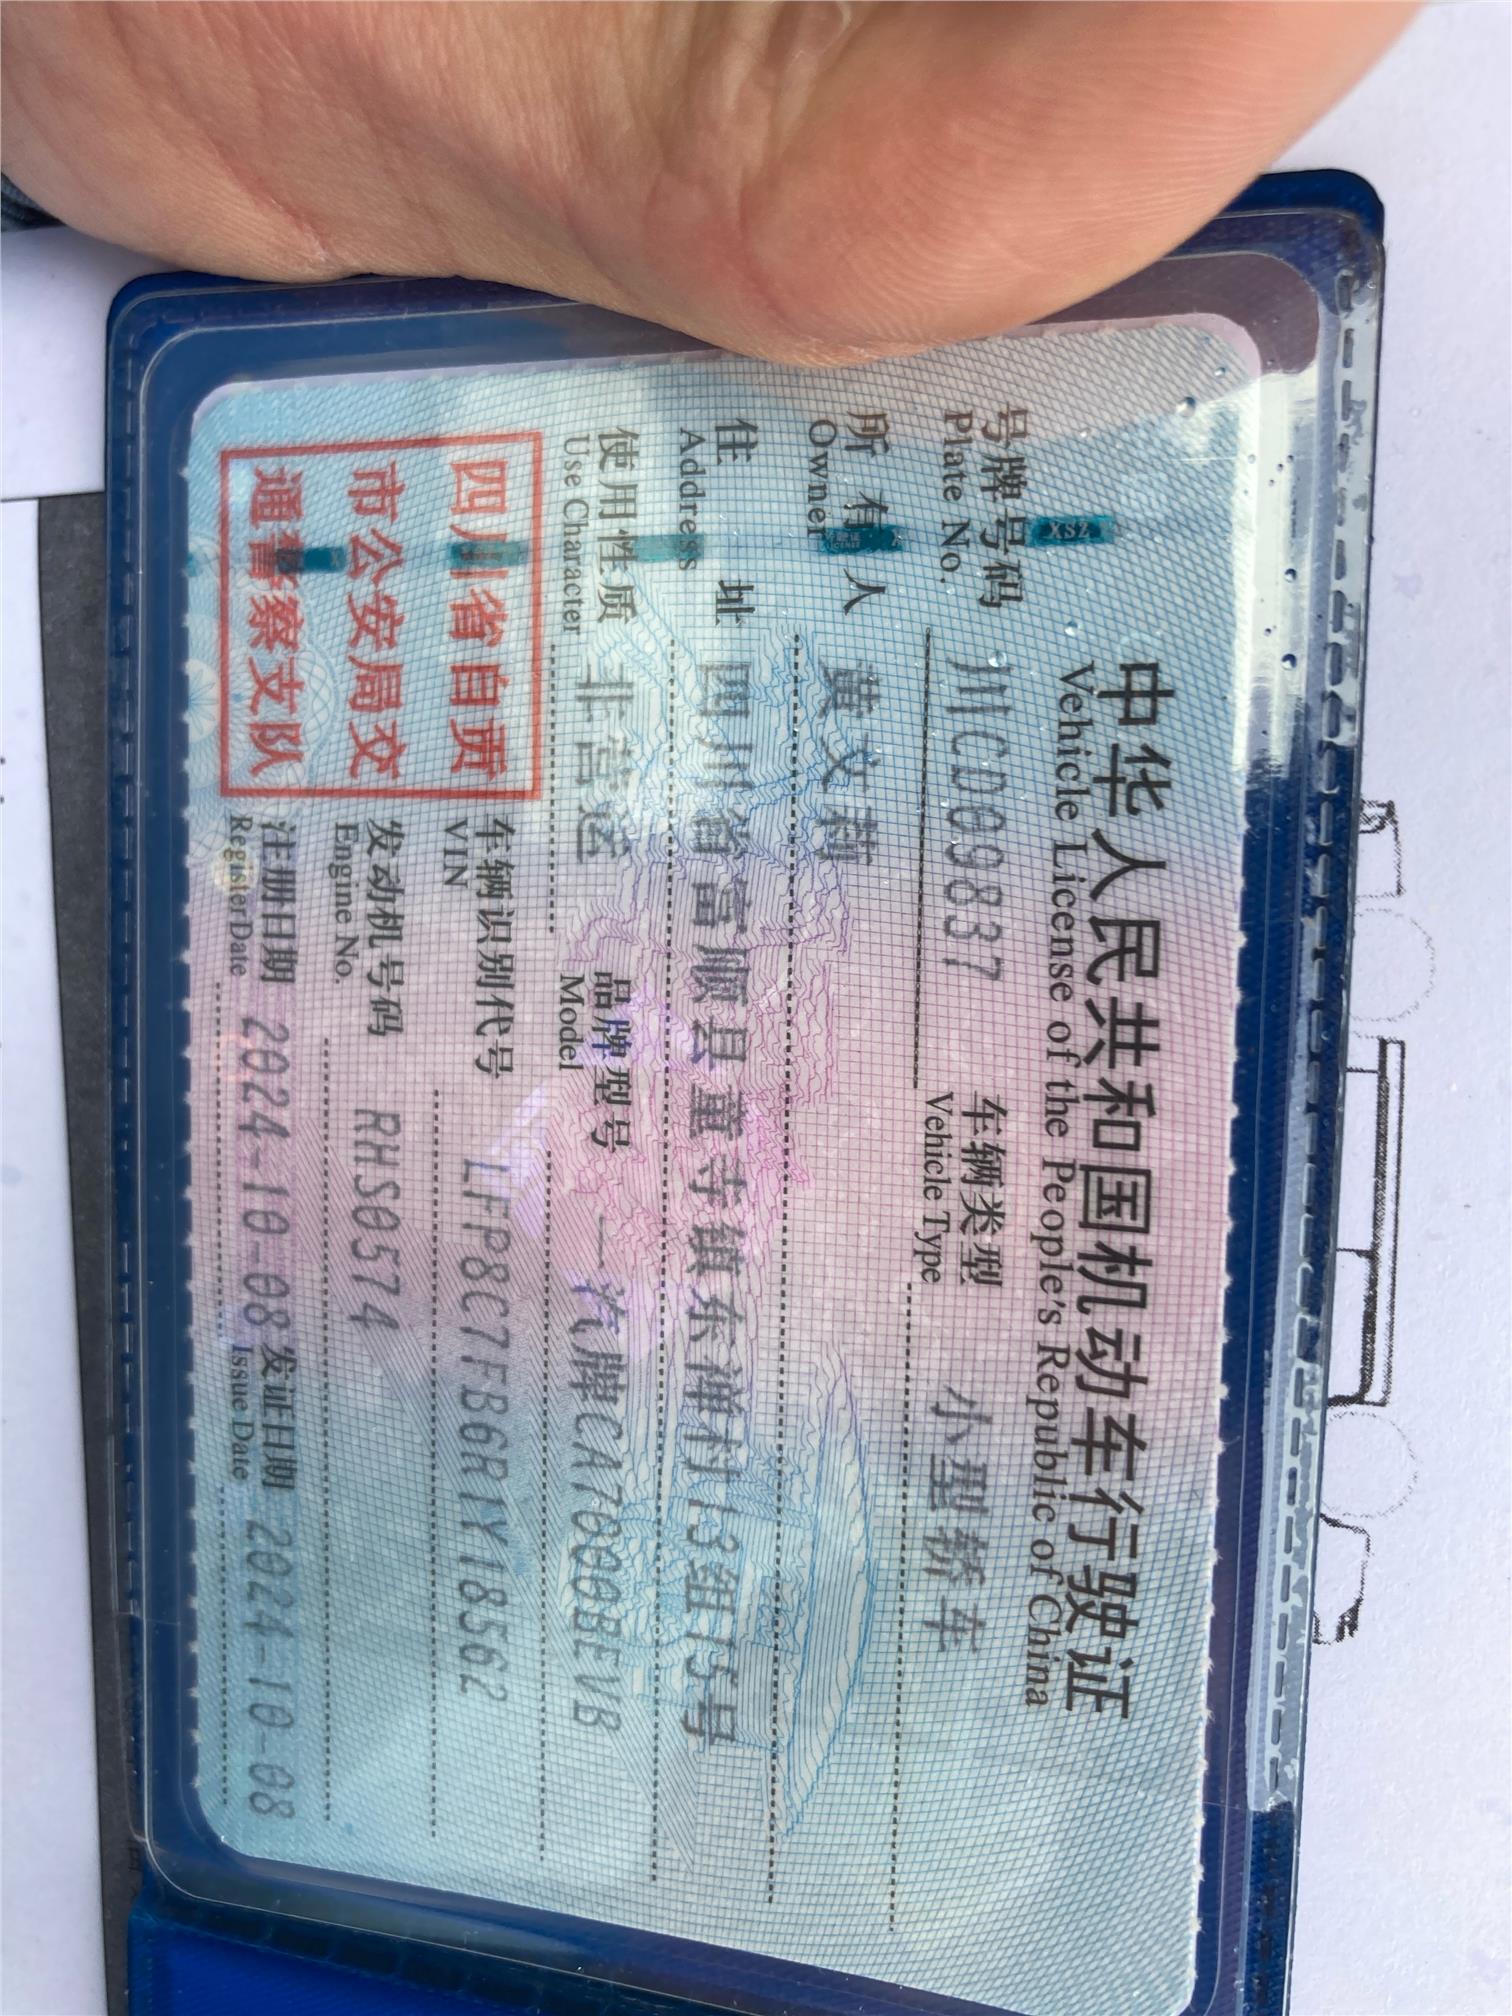 中华人民共和国机动车行驶证
Vehicle License of the People's Republic of China
XSZ
号牌号码 川CD09837 车辆类型 小型轿车
Plate No. Vehicle Type
所有人 黄文莉
Owner
住址 四川省富顺县童寺镇东禅村13组15号
Address
使用性质 非营运 品牌型号 一汽牌CA7000BEVB
Use Character Model
四川省自贡
市公安局交
通警察支队
车辆识别代号 LFP8C7FB6R1Y18562
VIN
发动机号码 RHS0574
Engine No.
注册日期 2024-10-08 发证日期 2024-10-08
Register Date Issue Date